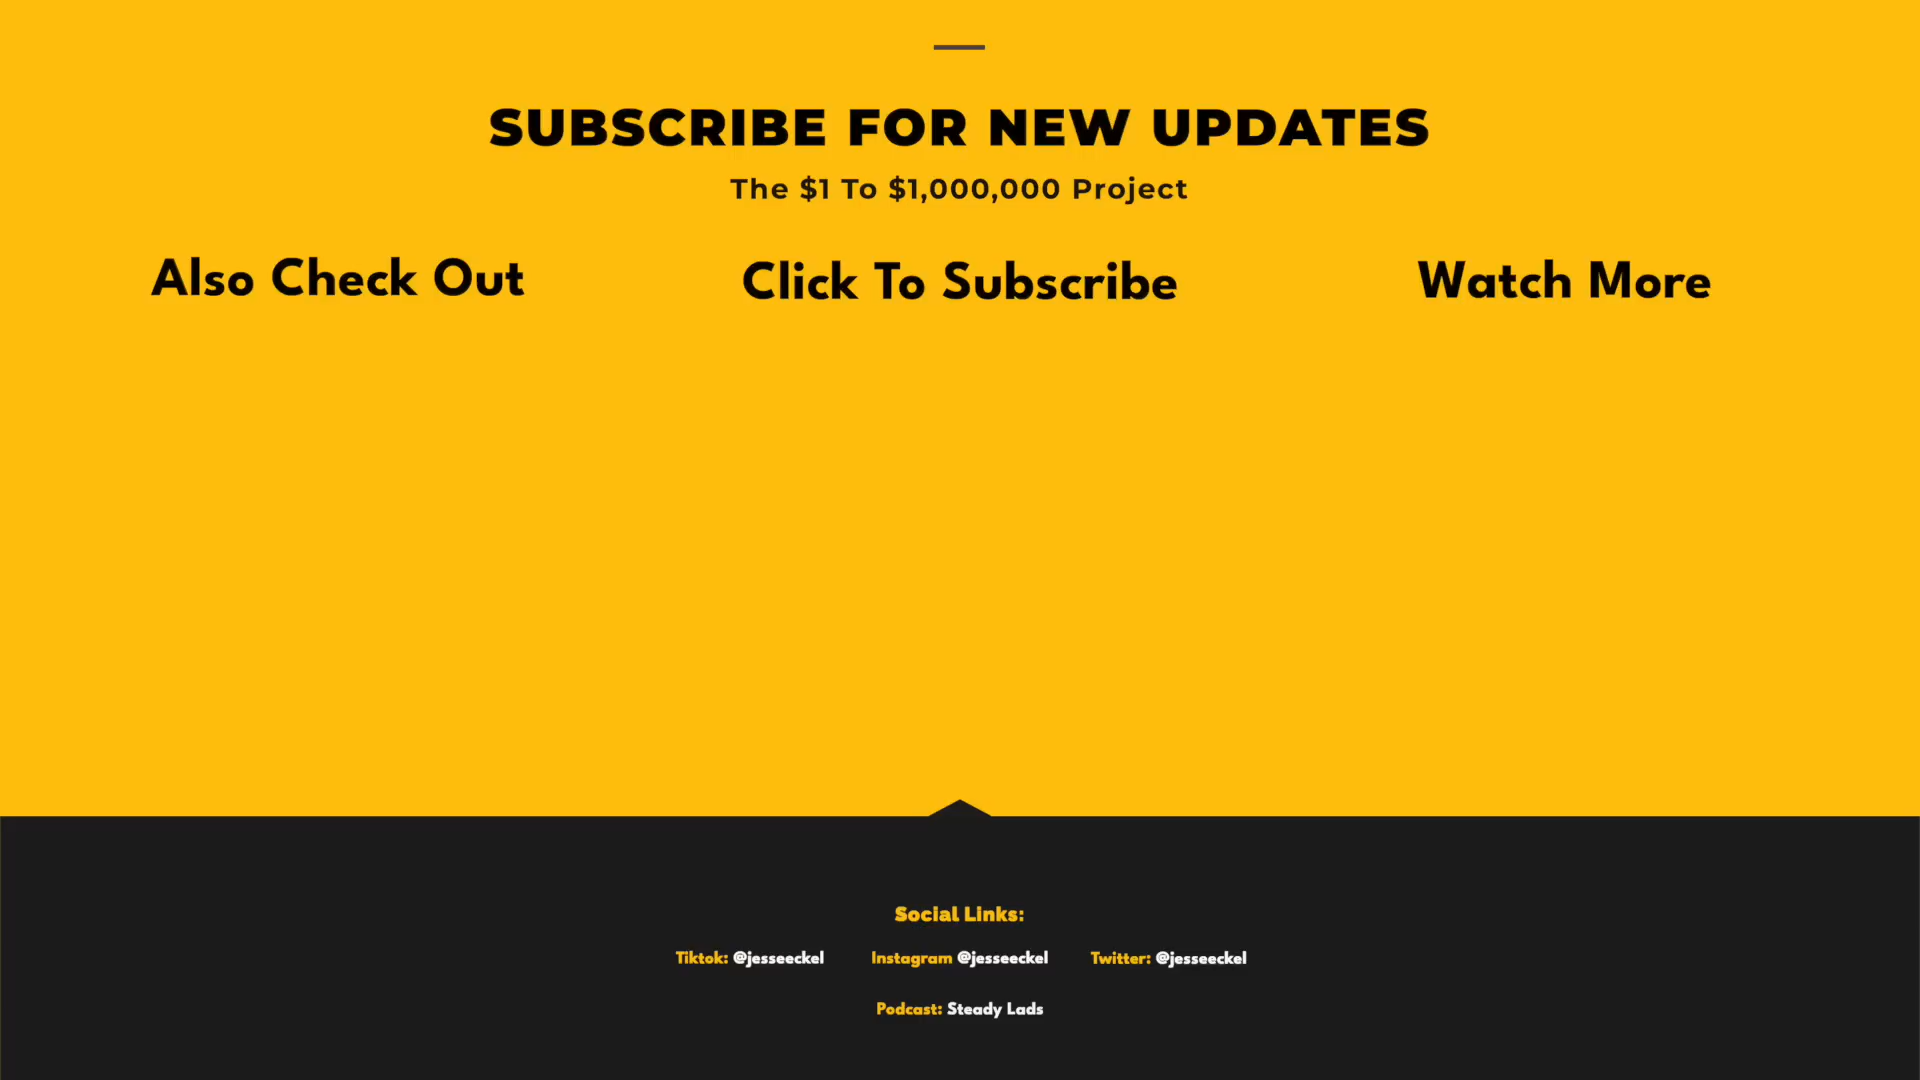 SUBSCRIBE FOR NEW UPDATES
The $1 To $1,000,000 Project
Also Check Out
Click To Subscribe
Watch More
Social Links:
Tiktok: @jesseeckel
Instagram @jesseeckel
Twitter: @jesseeckel
Podcast: Steady Lads